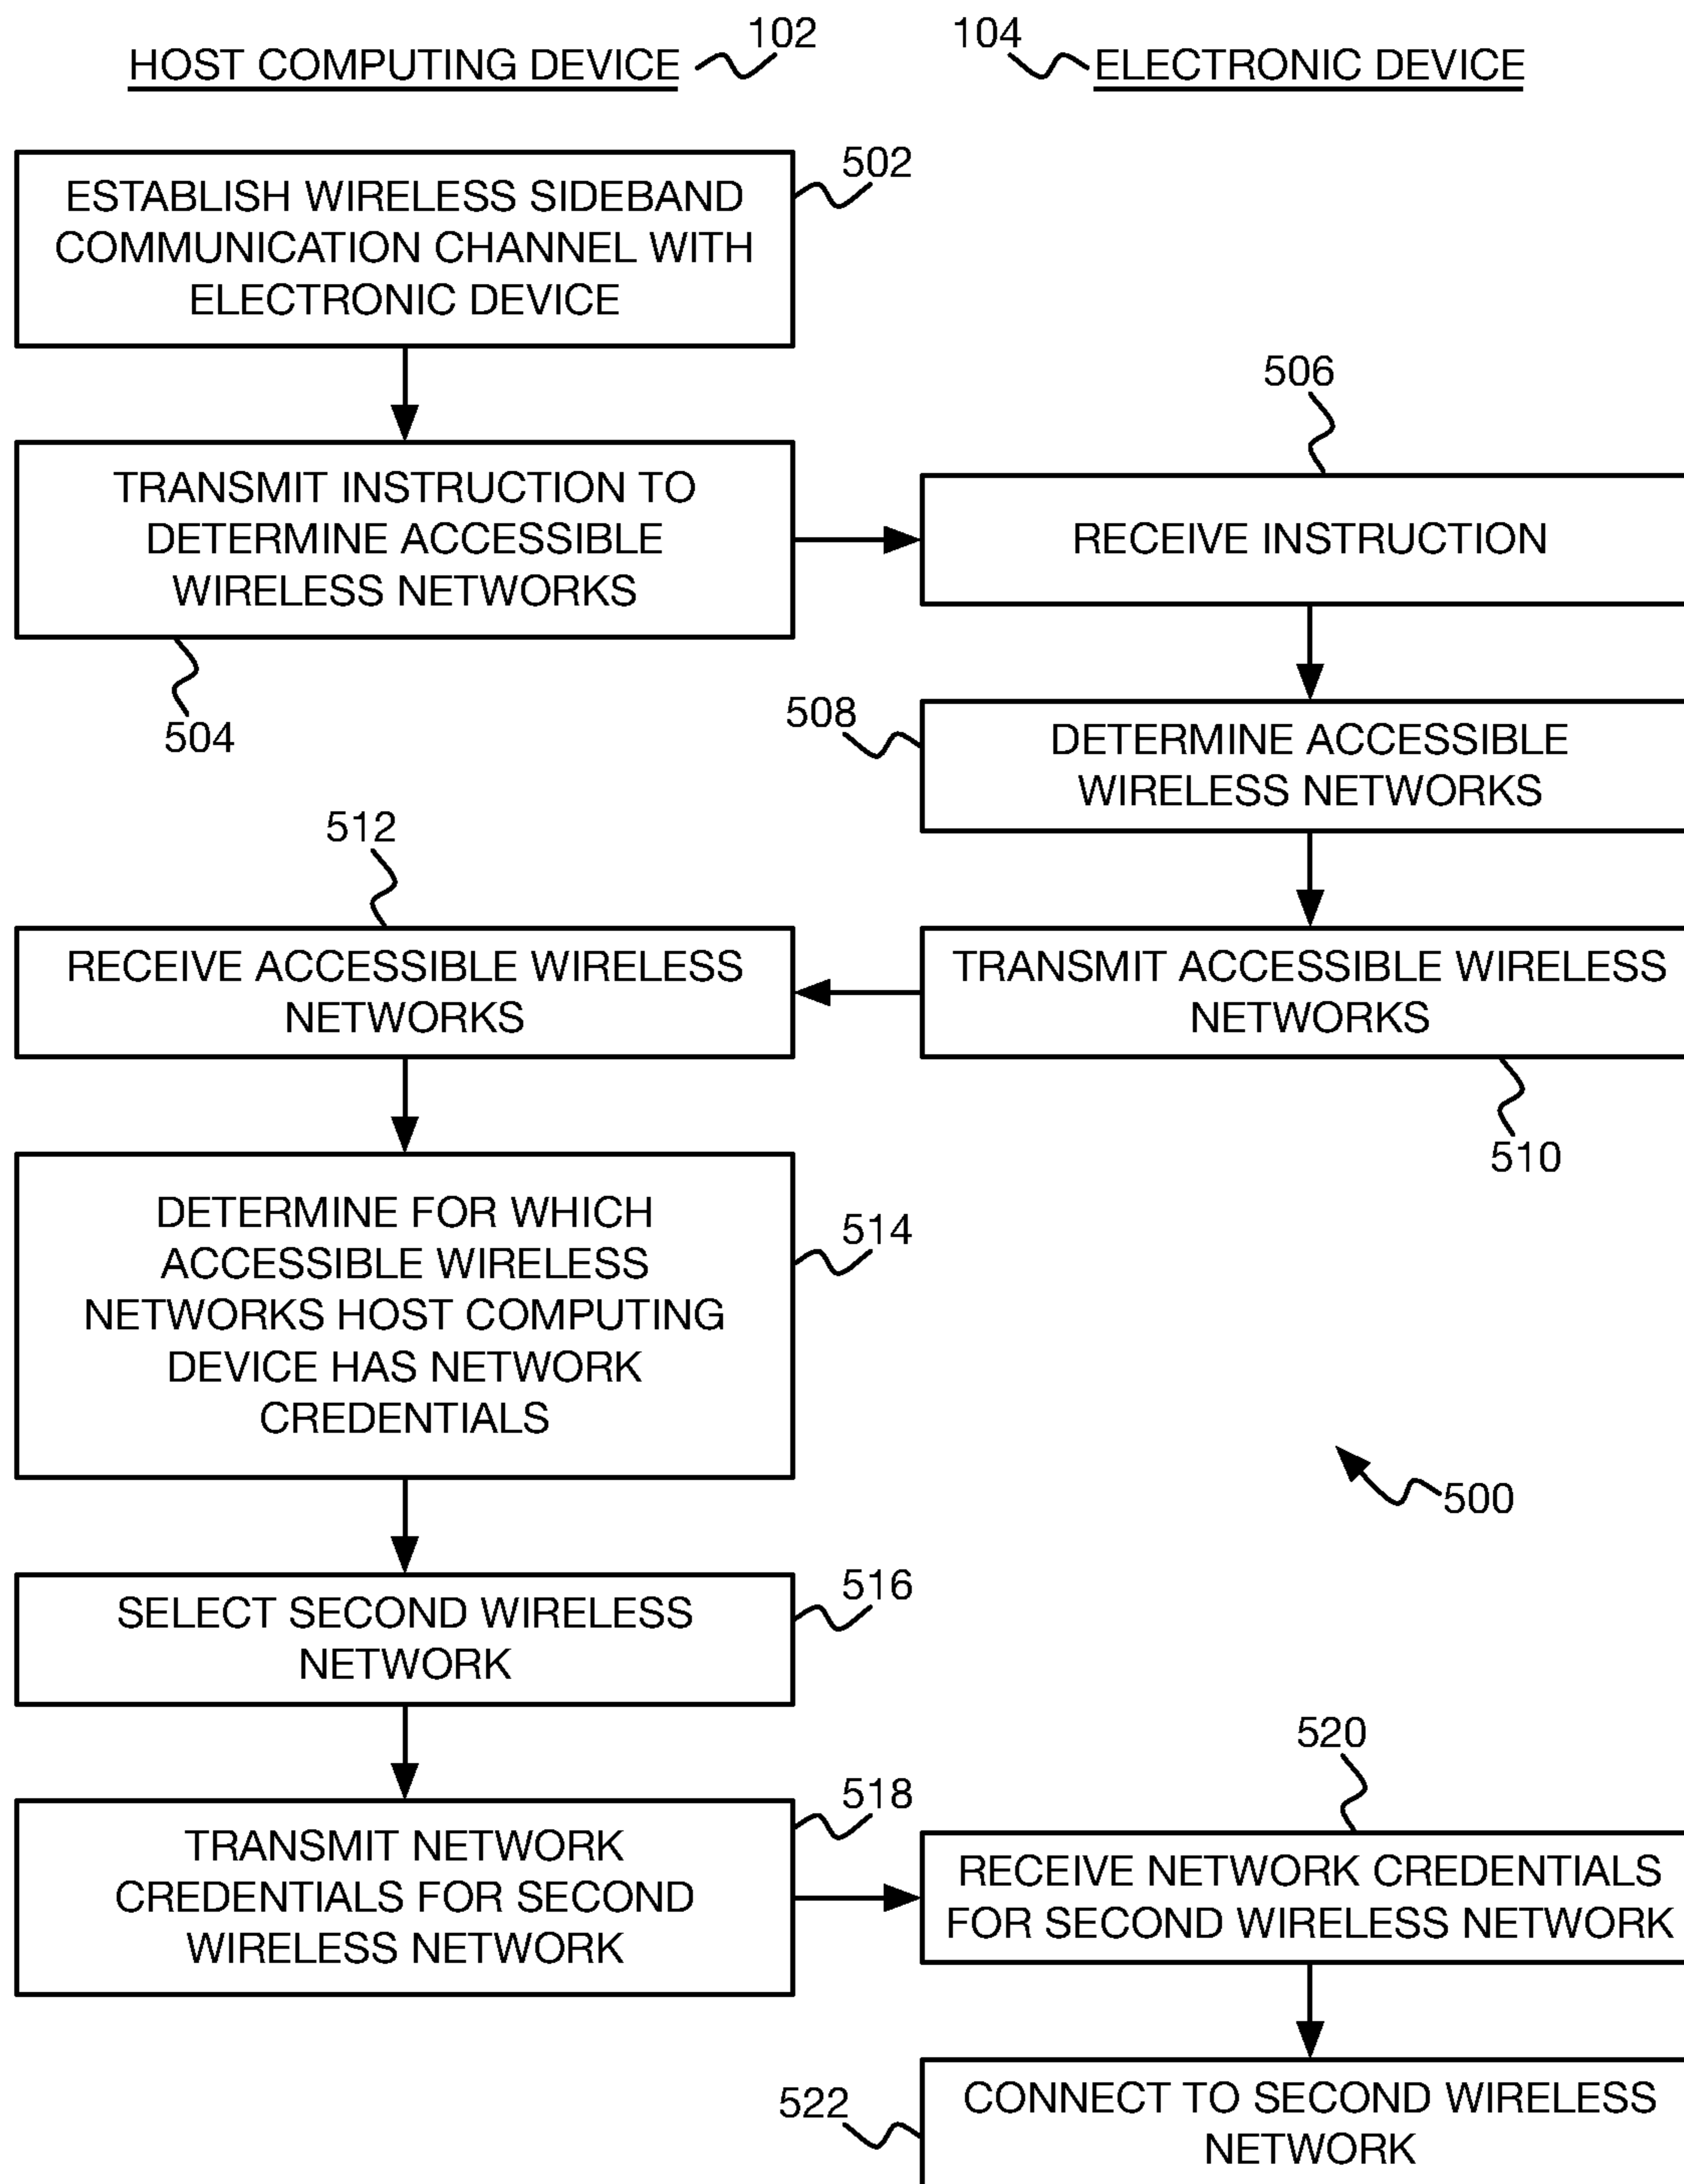 HOST COMPUTING DEVICE
102
104
ELECTRONIC DEVICE
502
ESTABLISH WIRELESS SIDEBAND
COMMUNICATION CHANNEL WITH
ELECTRONIC DEVICE
506
TRANSMIT INSTRUCTION TO
DETERMINE ACCESSIBLE
WIRELESS NETWORKS
RECEIVE INSTRUCTION
504
508
DETERMINE ACCESSIBLE
WIRELESS NETWORKS
512
RECEIVE ACCESSIBLE WIRELESS
NETWORKS
TRANSMIT ACCESSIBLE WIRELESS
NETWORKS
510
DETERMINE FOR WHICH
ACCESSIBLE WIRELESS
NETWORKS HOST COMPUTING
DEVICE HAS NETWORK
CREDENTIALS
514
500
SELECT SECOND WIRELESS
NETWORK
516
520
518
TRANSMIT NETWORK
CREDENTIALS FOR SECOND
WIRELESS NETWORK
RECEIVE NETWORK CREDENTIALS
FOR SECOND WIRELESS NETWORK
522
CONNECT TO SECOND WIRELESS
NETWORK